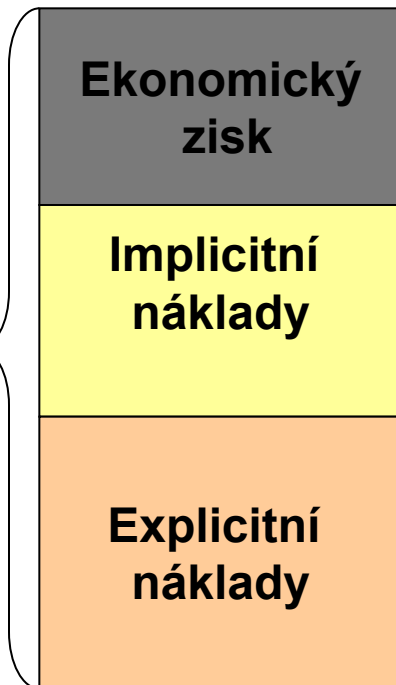 Ekonomický
zisk
Implicitní
náklady
Explicitní
náklady